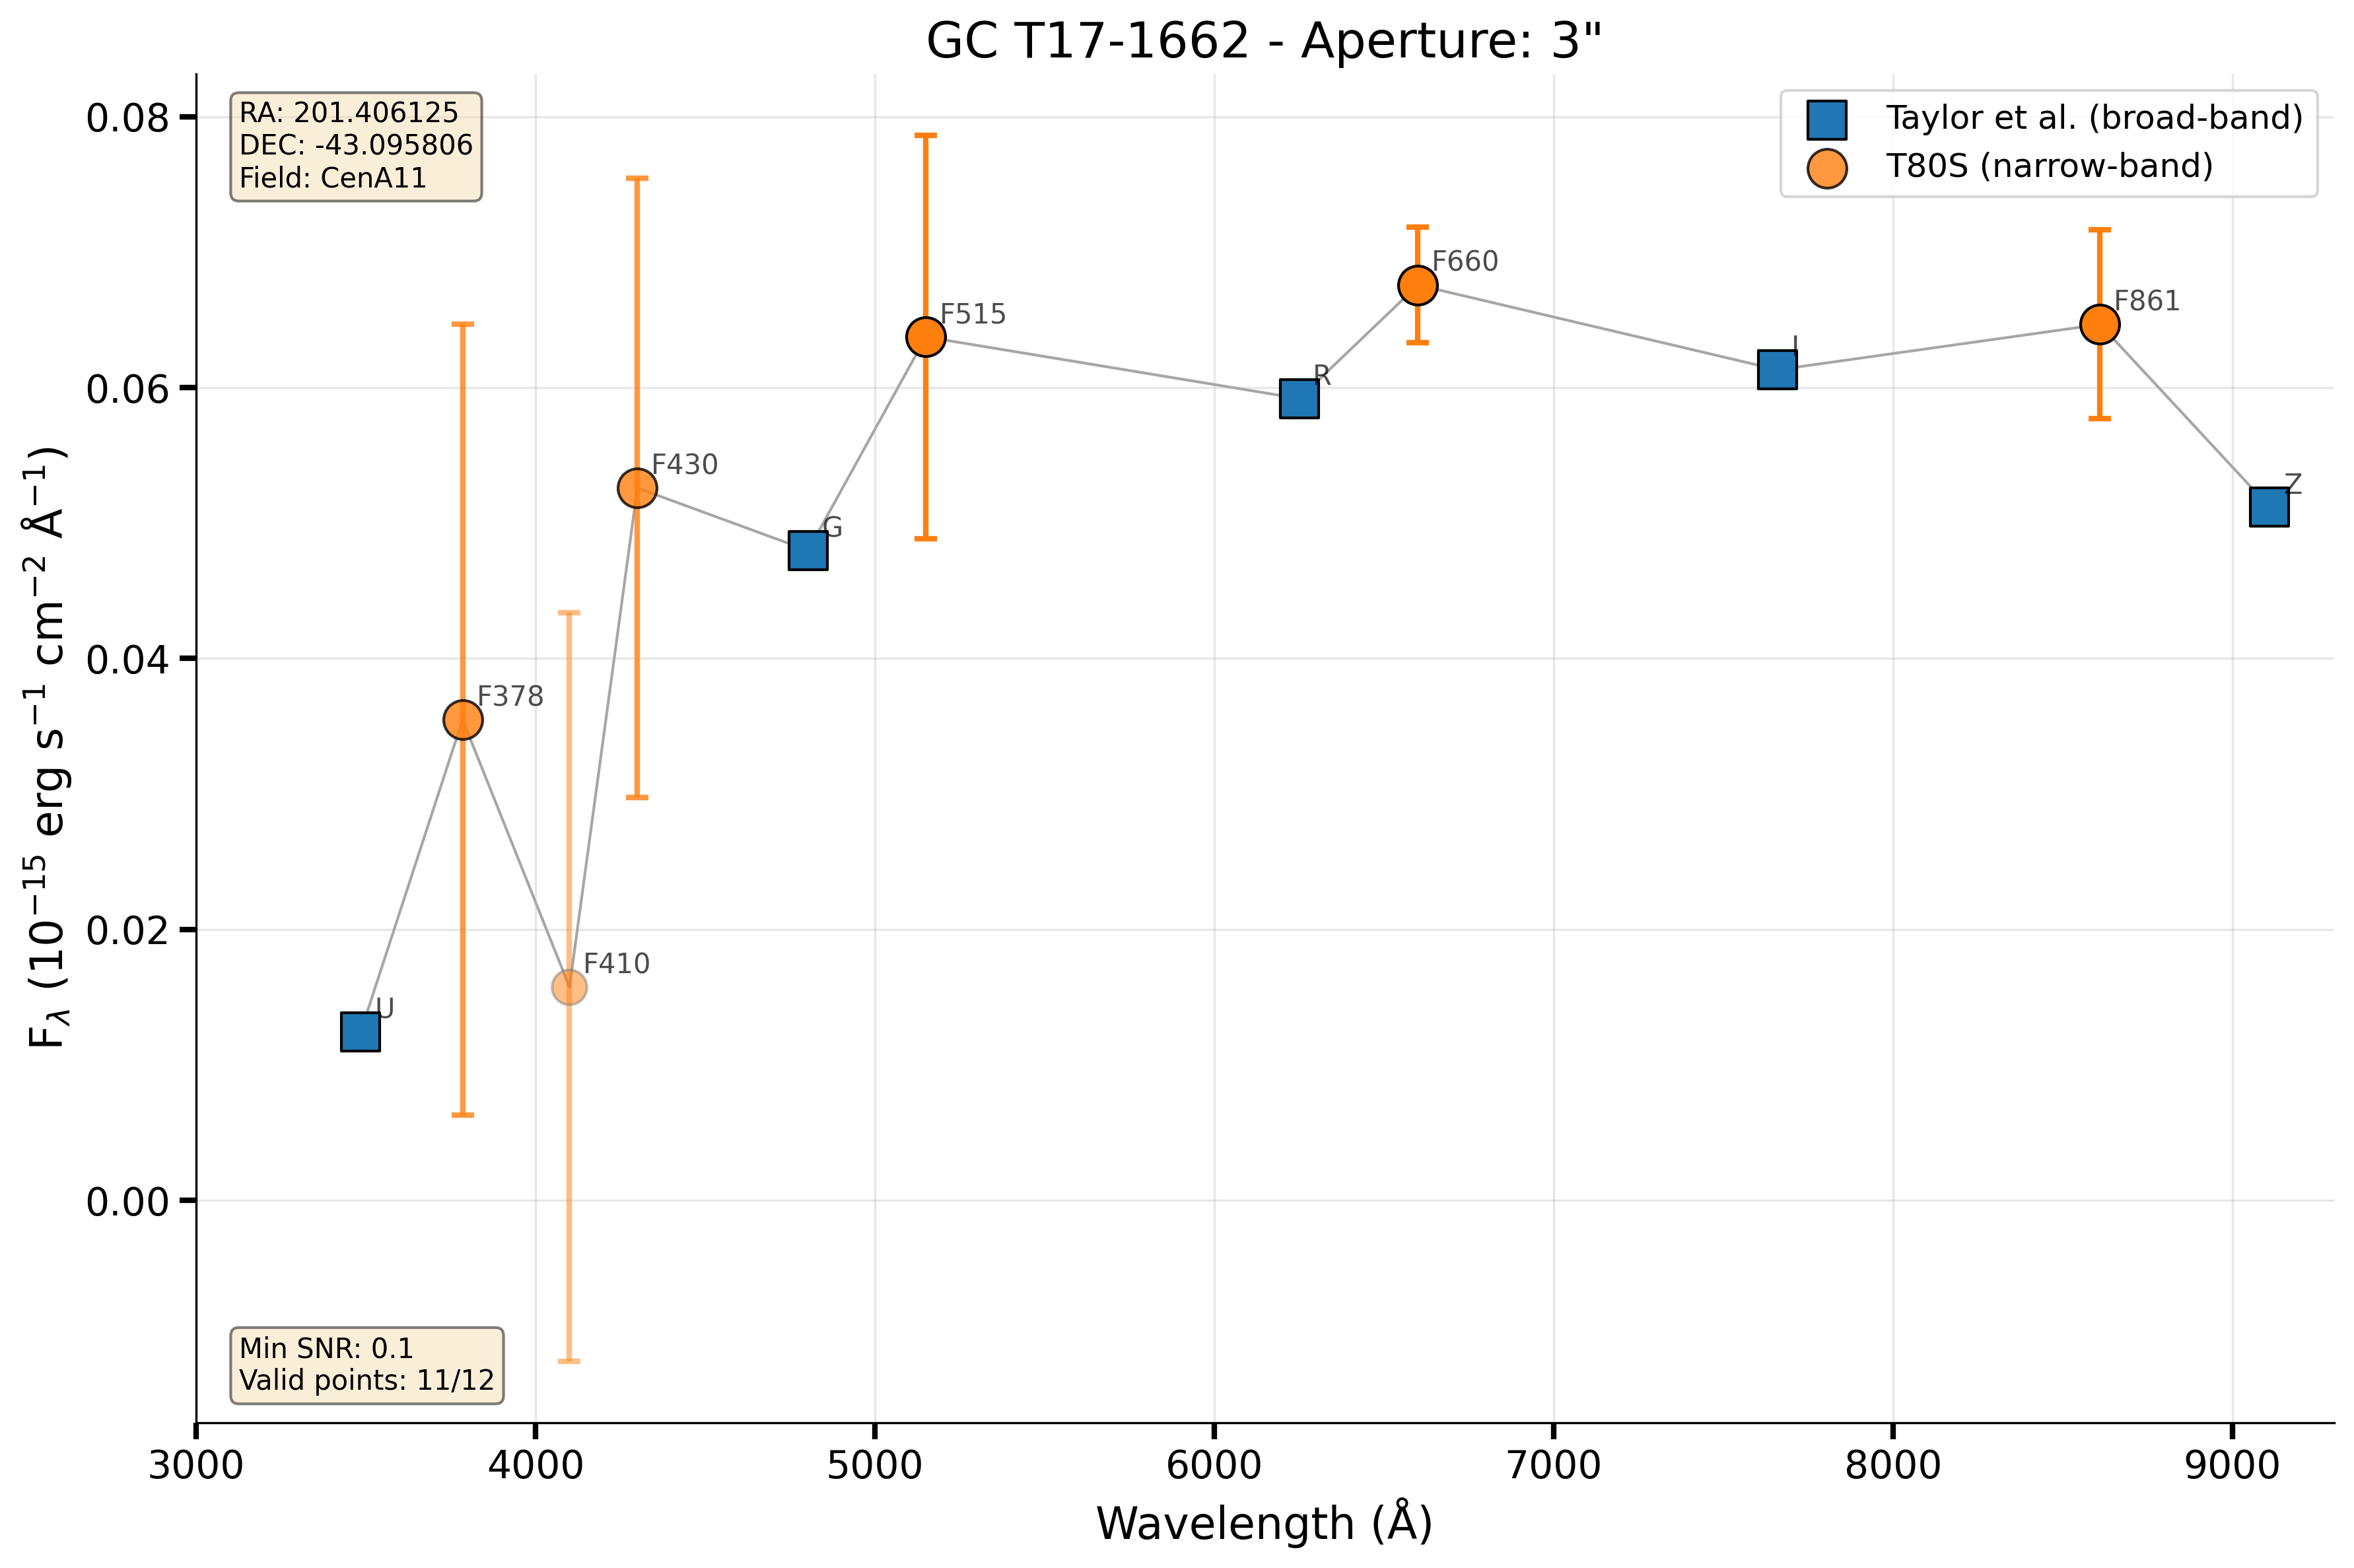 GC T17-1662 - Aperture: 3"
RA: 201.406125
DEC: -43.095806
Field: CenA11
Taylor et al. (broad-band)
T80S (narrow-band)
F_λ (10⁻¹⁵ erg s⁻¹ cm⁻² Å⁻¹)
0.08
0.06
0.04
0.02
0.00
U
F378
F410
F430
G
F515
R
F660
I
F861
Z
Min SNR: 0.1
Valid points: 11/12
3000 4000 5000 6000 7000 8000 9000
Wavelength (Å)